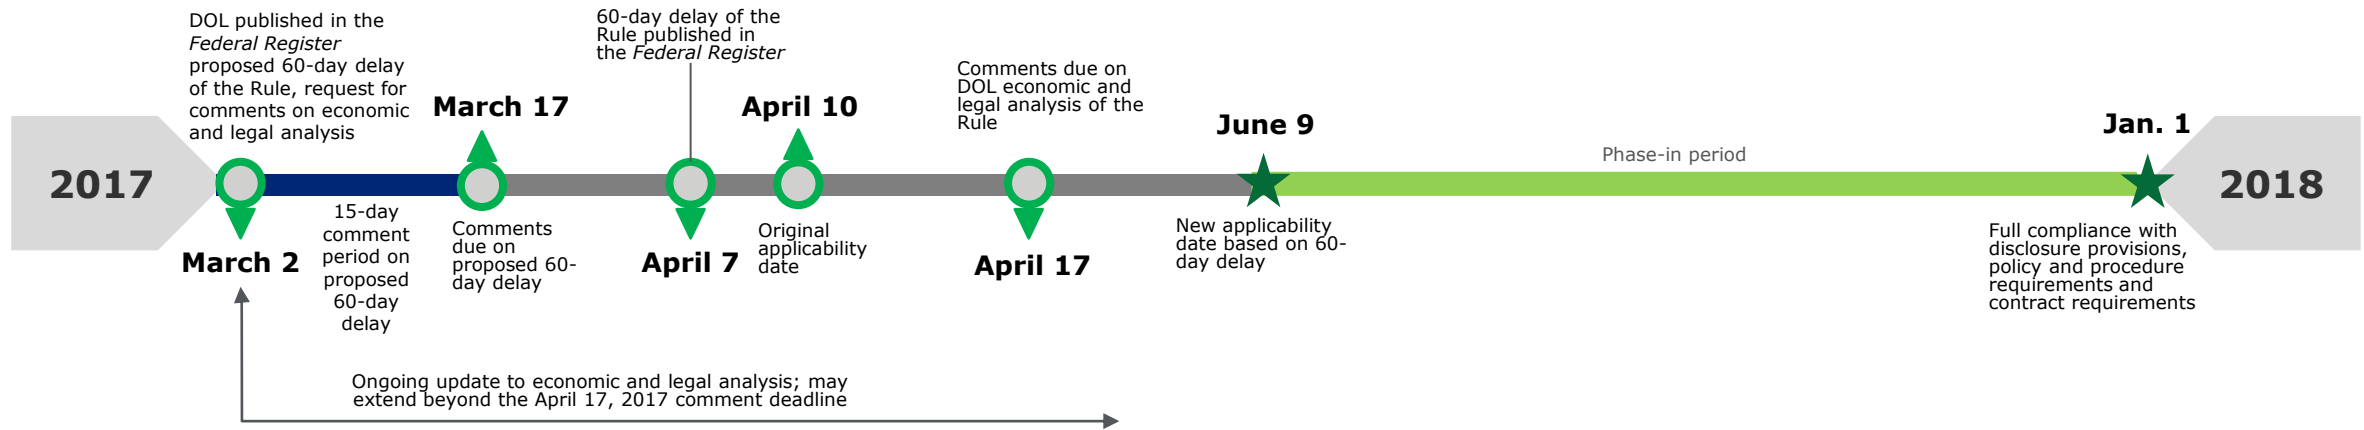 2017
DOL published in the
Federal Register
proposed 60-day delay
of the Rule, request for
comments on economic
and legal analysis
March 2
15-day
comment
period on
proposed
60-day
delay
March 17
Comments
due on
proposed 60-
day delay
60-day delay of the
Rule published in
the Federal Register
April 7
April 10
Original
applicability
date
Comments due on
DOL economic and
legal analysis of the
Rule
April 17
June 9
New applicability
date based on 60-
day delay
Phase-in period
Jan. 1
Full compliance with
disclosure provisions,
policy and procedure
requirements and
contract requirements
2018
Ongoing update to economic and legal analysis; may
extend beyond the April 17, 2017 comment deadline